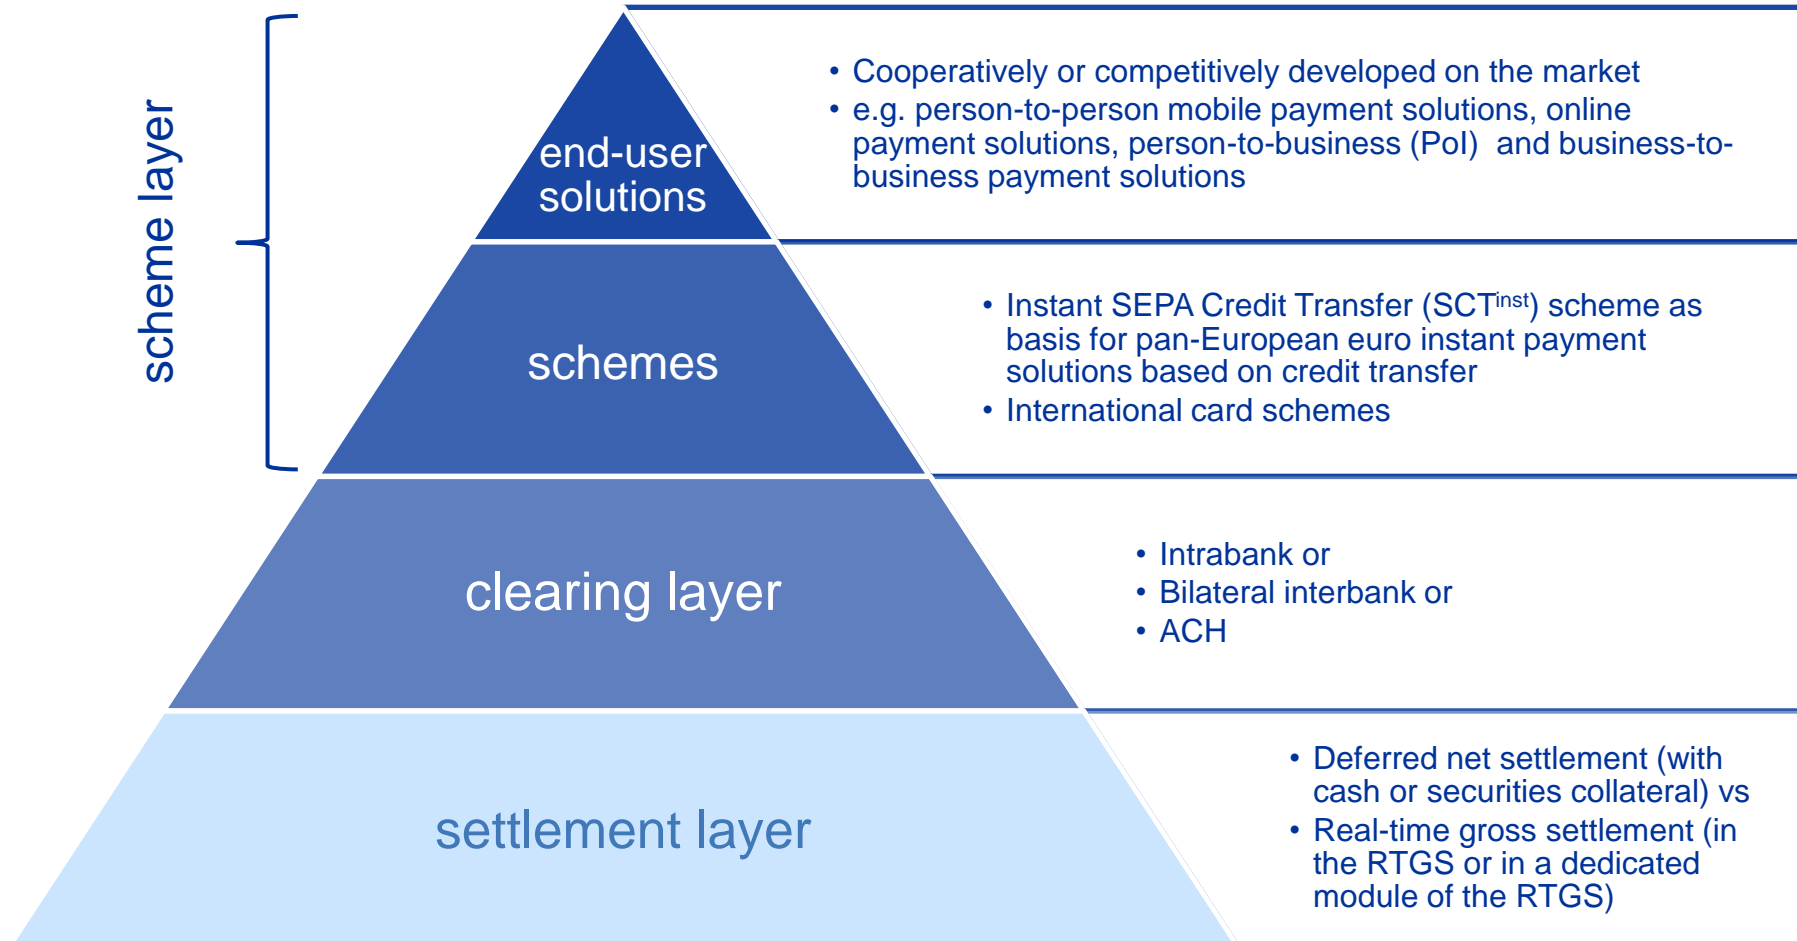 scheme layer
end-user
solutions
• Cooperatively or competitively developed on the market
• e.g. person-to-person mobile payment solutions, online
payment solutions, person-to-business (PoI) and business-to-
business payment solutions
schemes
• Instant SEPA Credit Transfer (SCTinst) scheme as
basis for pan-European euro instant payment
solutions based on credit transfer
• International card schemes
clearing layer
• Intrabank or
• Bilateral interbank or
• ACH
settlement layer
• Deferred net settlement (with
cash or securities collateral) vs
• Real-time gross settlement (in
the RTGS or in a dedicated
module of the RTGS)